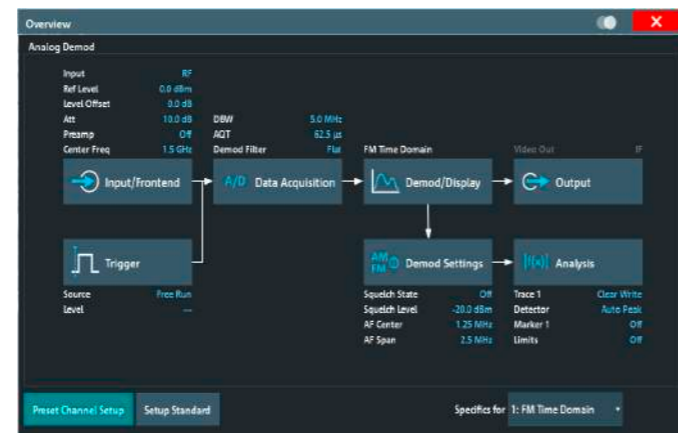 Overview
Analog Demod
Input RF
Ref Level 0.0 dBm
Level Offset 0.0 dB
Att 10.0 dB DBW 5.0 MHz
Preamp Off AQT 62.5 µs
Center Freq 1.5 GHz Demod Filter Flat FM Time Domain Video Out IF
Input/Frontend A/D Data Acquisition Demod/Display Output
Trigger AM FM Demod Settings |f(x)| Analysis
Source Free Run Squelch State Off Trace 1 Clear Write
Level --- Squelch Level -20.0 dBm Detector Auto Peak
AF Center 1.25 MHz Marker 1 Off
AF Span 2.5 MHz Limits Off
Preset Channel Setup Setup Standard Specifics for 1: FM Time Domain